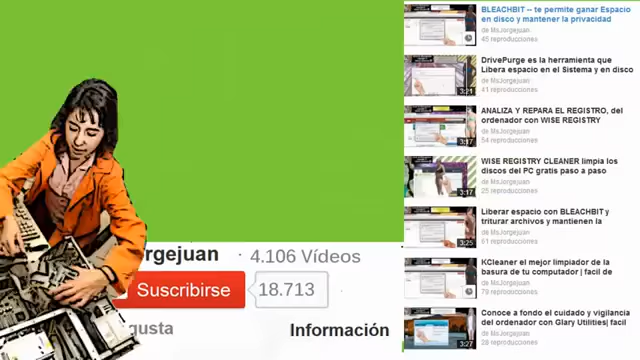 BLEACHBIT -- te permite ganar Espacio
en disco y mantener la privacidad
de MsJorgejuan
45 reproducciones
DrivePurge es la herramienta que
Libera espacio en el Sistema y en disco
de MsJorgejuan
41 reproducciones
3:21
ANALIZA Y REPARA EL REGISTRO, del
ordenador con WISE REGISTRY
de MsJorgejuan
54 reproducciones
3:17
WISE REGISTRY CLEANER limpia los
discos del PC gratis paso a paso
de MsJorgejuan
25 reproducciones
3:17
Liberar espacio con BLEACHBIT y
triturar archivos y mantienen la
de MsJorgejuan
61 reproducciones
3:25
KCleaner el mejor limpiador de la
basura de tu computador | facil de
de MsJorgejuan
79 reproducciones
Conoce a fondo el cuidado y vigilancia
del ordenador con Glary Utilities| facil
de MsJorgejuan
28 reproducciones
3:27
orgejuan · 4.106 Vídeos
Suscribirse 18.713
gusta Información